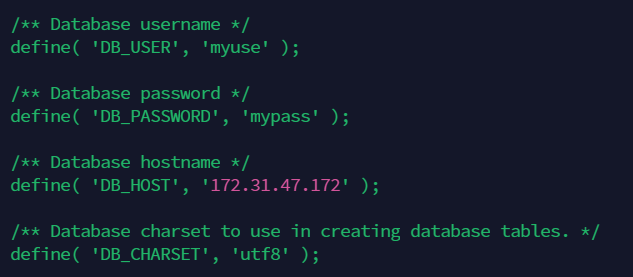 /** Database username */
define( 'DB_USER', 'myuse' );
/** Database password */
define( 'DB_PASSWORD', 'mypass' );
/** Database hostname */
define( 'DB_HOST', '172.31.47.172' );
/** Database charset to use in creating database tables. */
define( 'DB_CHARSET', 'utf8' );